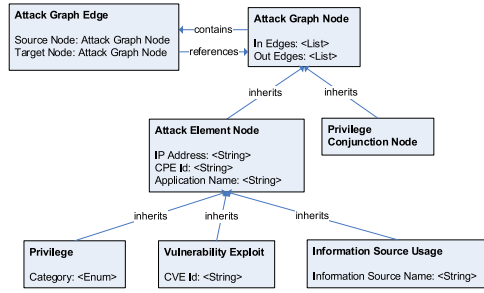 Attack Graph Edge
Source Node: Attack Graph Node
Target Node: Attack Graph Node
contains
references
Attack Graph Node
In Edges: <List>
Out Edges: <List>
inherits
inherits
Attack Element Node
IP Address: <String>
CPE Id: <String>
Application Name: <String>
Privilege
Conjunction Node
inherits
inherits
inherits
Privilege
Category: <Enum>
Vulnerability Exploit
CVE Id: <String>
Information Source Usage
Information Source Name: <String>